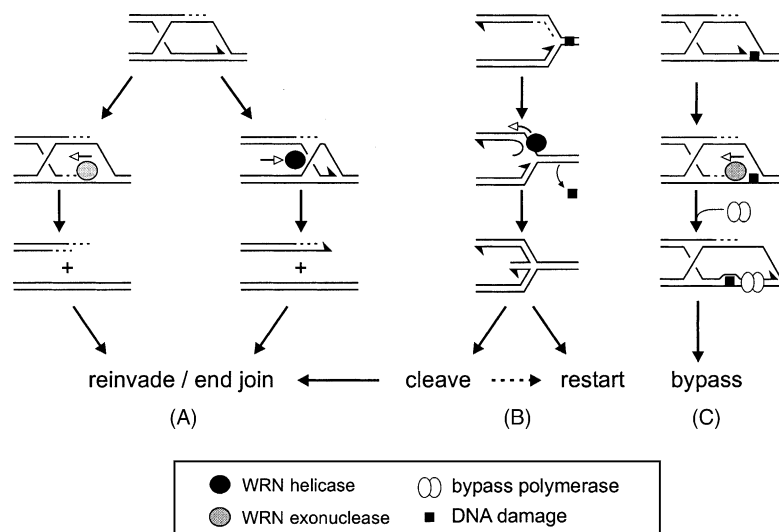 +
+
reinvade / end join
cleave
restart
bypass
(A)
(B)
(C)
WRN helicase
bypass polymerase
WRN exonuclease
DNA damage